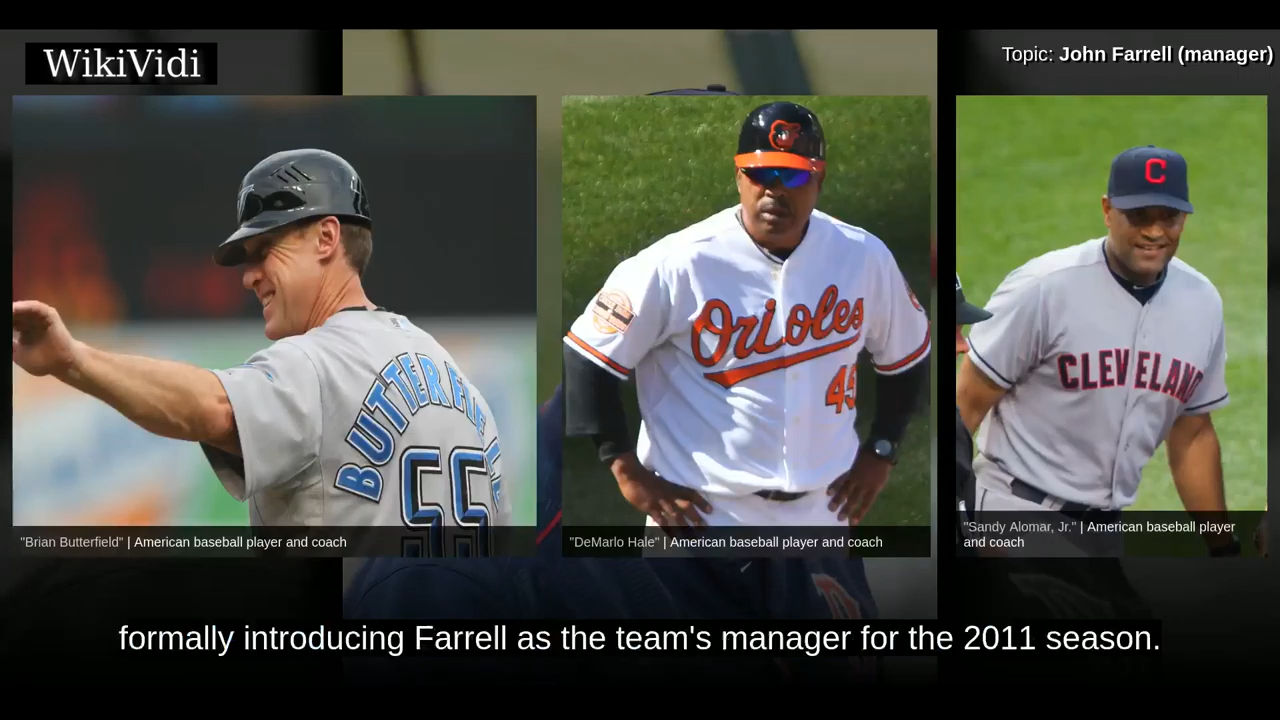 WikiVidi
Topic: John Farrell (manager)
BUTTERFIE
55
Orioles
45
C
CLEVELAND
"Brian Butterfield" | American baseball player and coach
"DeMarlo Hale" | American baseball player and coach
"Sandy Alomar, Jr." | American baseball player
and coach
formally introducing Farrell as the team's manager for the 2011 season.